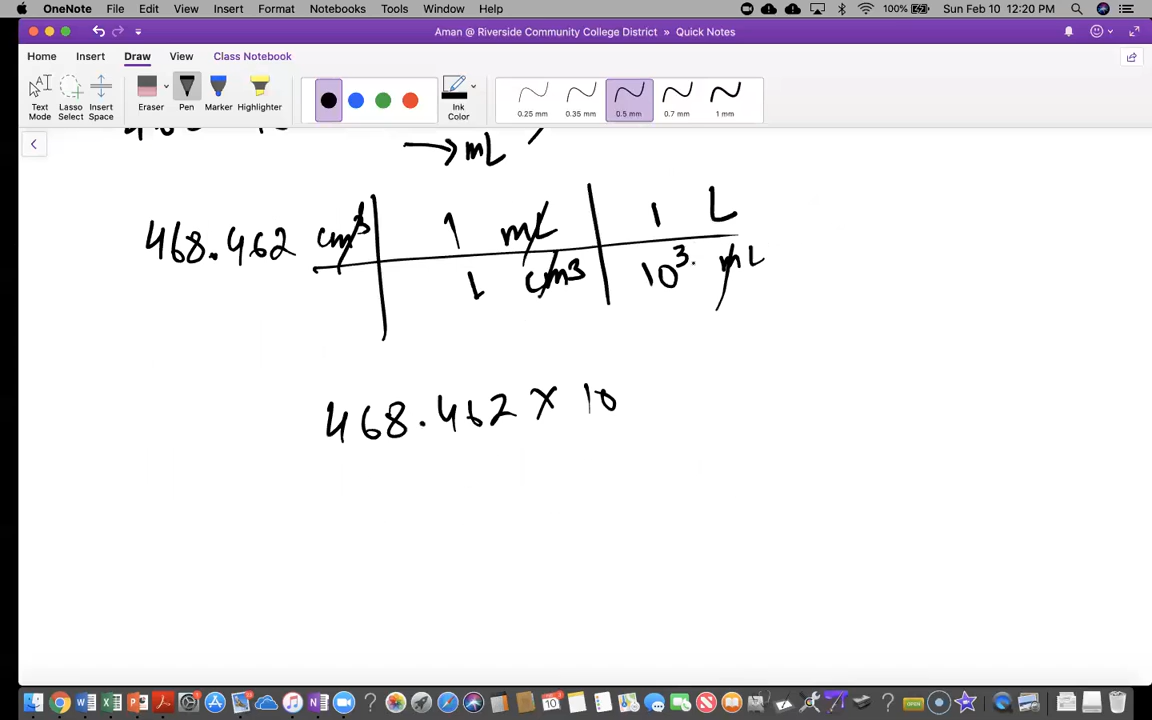 OneNote File Edit View Insert Format Notebooks Tools Window Help 100% Sun Feb 10 12:20 PM
Aman @ Riverside Community College District » Quick Notes
Home Insert Draw View Class Notebook
Text Mode Lasso Select Insert Space Eraser Pen Marker Highlighter Ink Color 0.25 mm 0.35 mm 0.5 mm 0.7 mm 1 mm
→ mL
468.462 cm³ 1 mL 1 L
1 cm³ 10³ mL
468.462 x 10